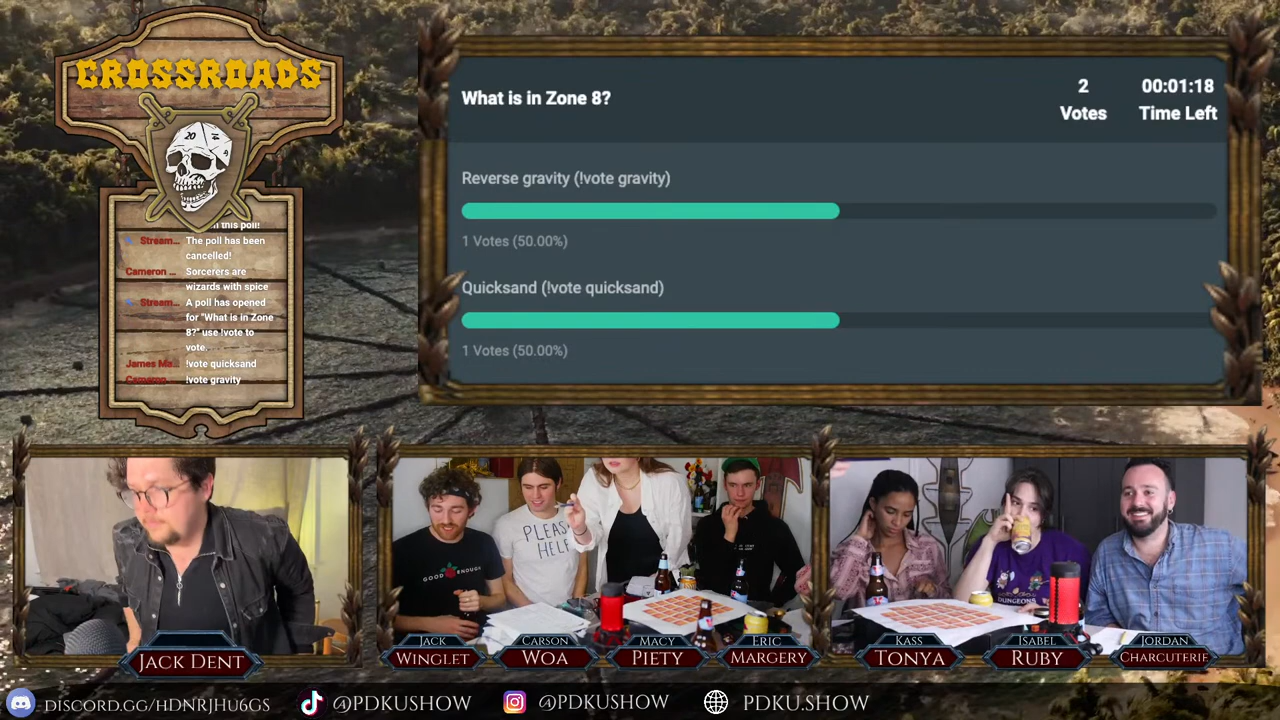 CROSSROADS
20
this poll!
Stream... The poll has been
cancelled!
Cameron ... Sorcerers are
wizards with spice
Stream... A poll has opened
for "What is in Zone
8?" use !vote to
vote.
James Ma... !vote quicksand
Cameron !vote gravity
What is in Zone 8?
2
Votes
00:01:18
Time Left
Reverse gravity (!vote gravity)
1 Votes (50.00%)
Quicksand (!vote quicksand)
1 Votes (50.00%)
PLEASE
HELP
GOOD ENOUGH
DUNGEONS
JACK DENT
JACK
WINGLET
CARSON
WOA
MACY
PIETY
ERIC
MARGERY
KASS
TONYA
ISABEL
RUBY
JORDAN
CHARCUTERIE
DISCORD.GG/HDNRJHU6GS
@PDKUSHOW
@PDKUSHOW
PDKU.SHOW